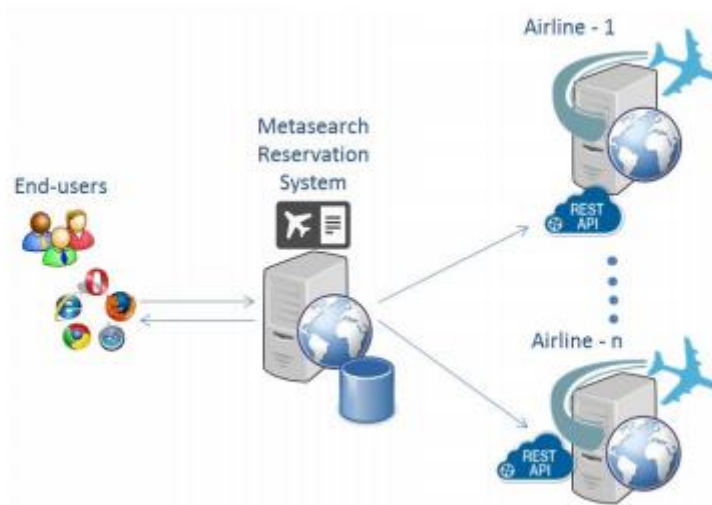 Airline - 1
Metasearch
Reservation
System
End-users
REST
API
Airline - n
REST
API